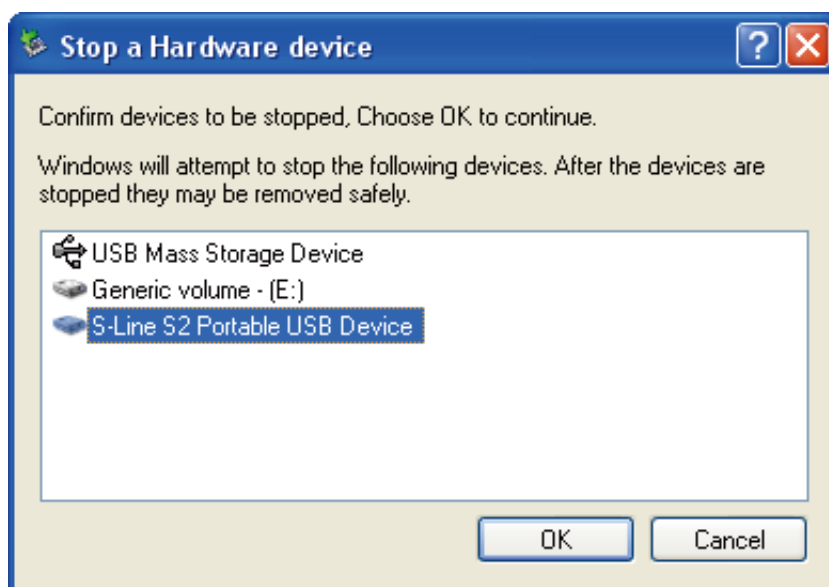 Stop a Hardware device
Confirm devices to be stopped, Choose OK to continue.
Windows will attempt to stop the following devices. After the devices are
stopped they may be removed safely.
USB Mass Storage Device
Generic volume - (E:)
S-Line S2 Portable USB Device
OK
Cancel